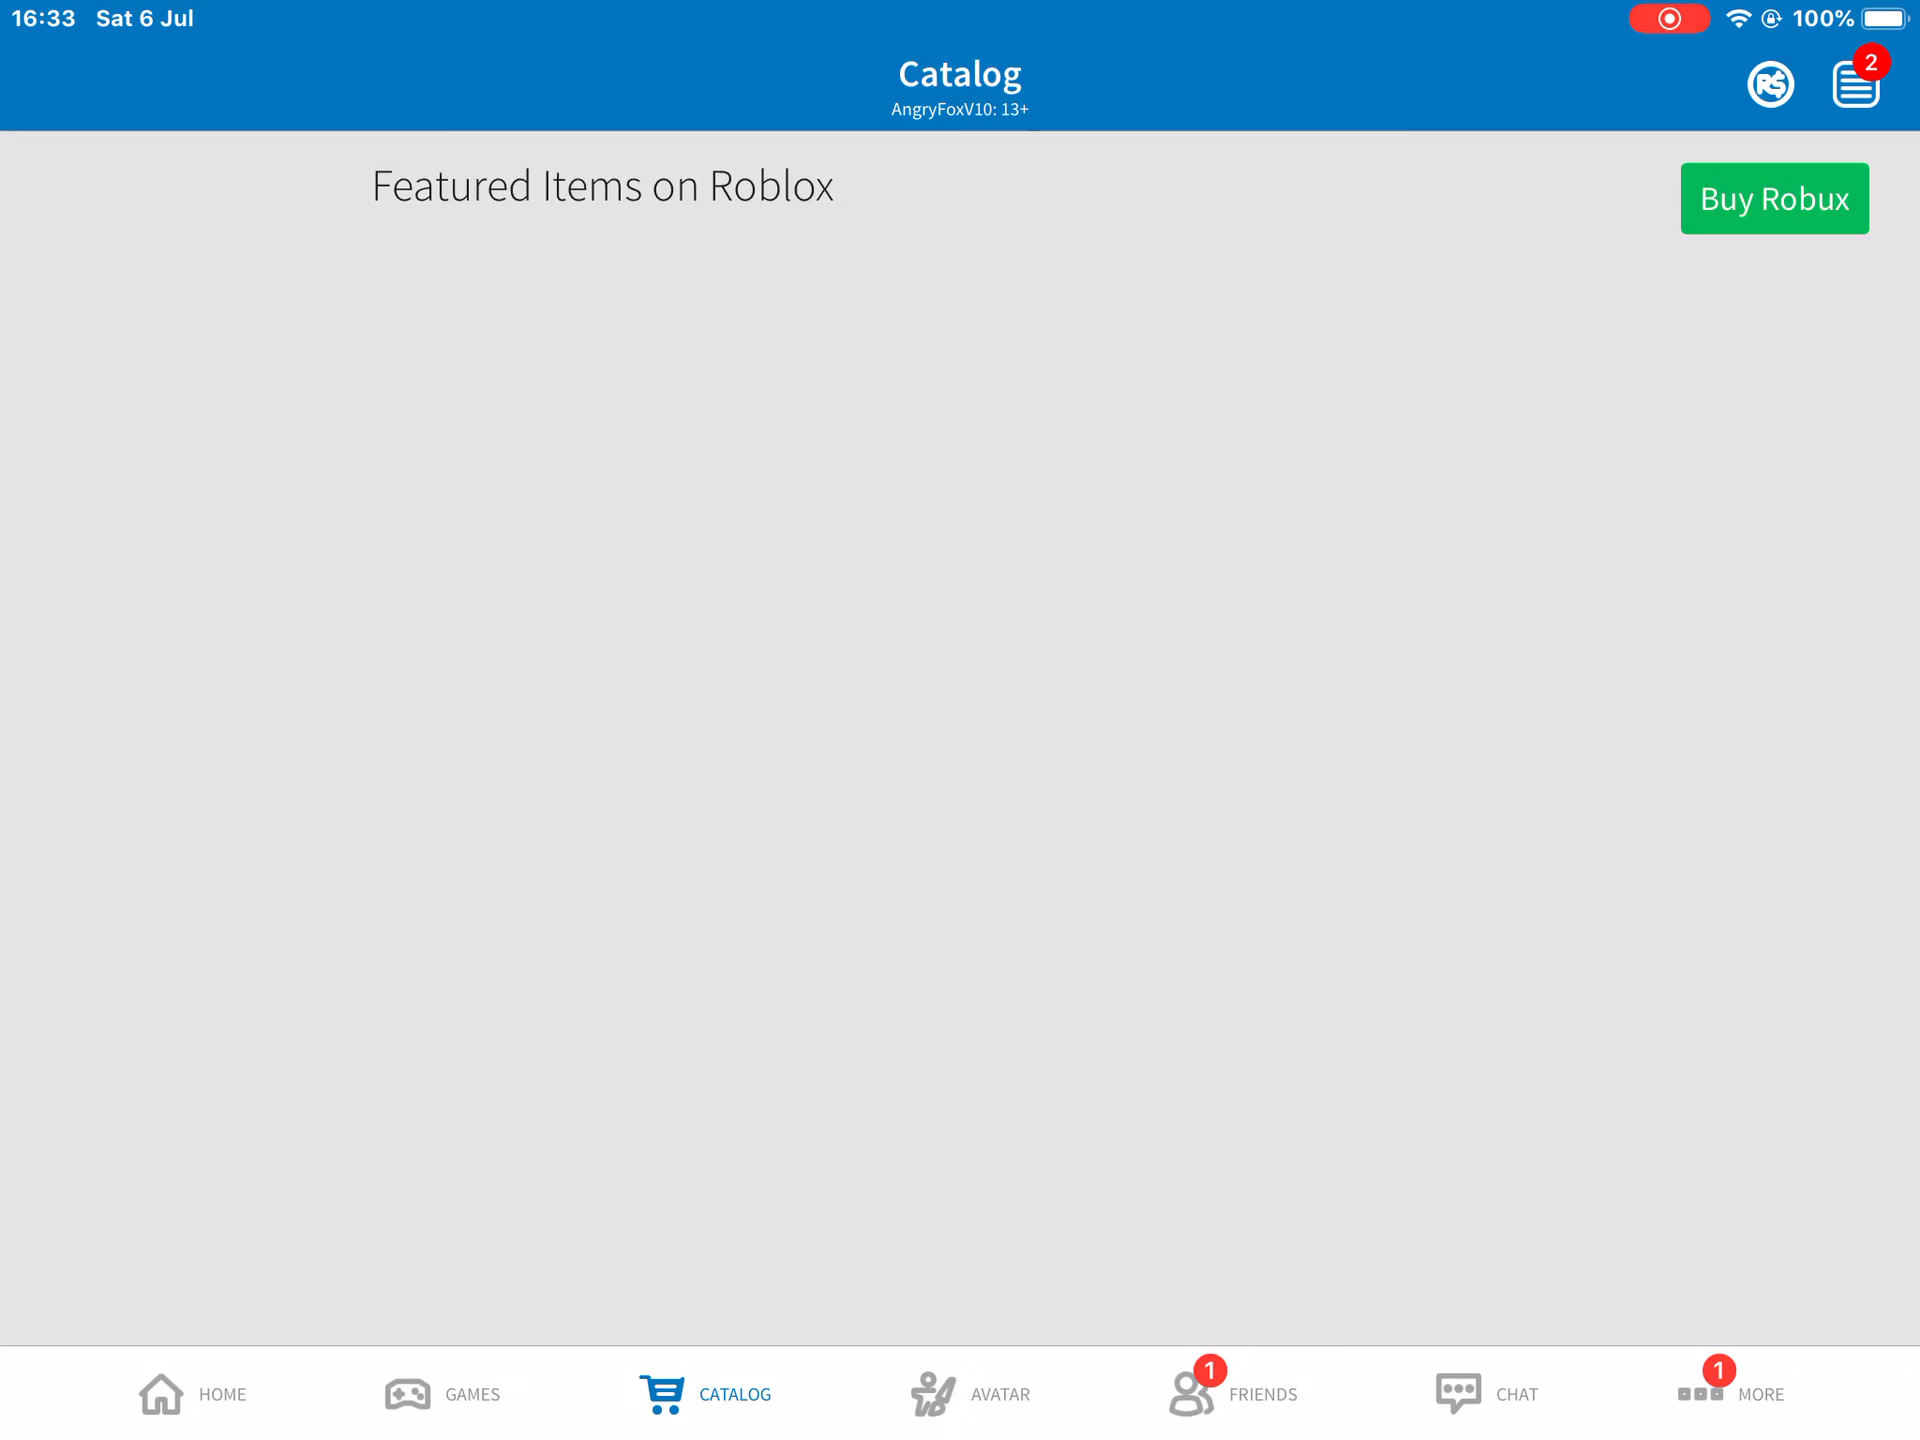 16:33 Sat 6 Jul
100%
Catalog
AngryFoxV10: 13+
R$
2
Featured Items on Roblox
Buy Robux
HOME
GAMES
CATALOG
AVATAR
1
FRIENDS
CHAT
1
MORE